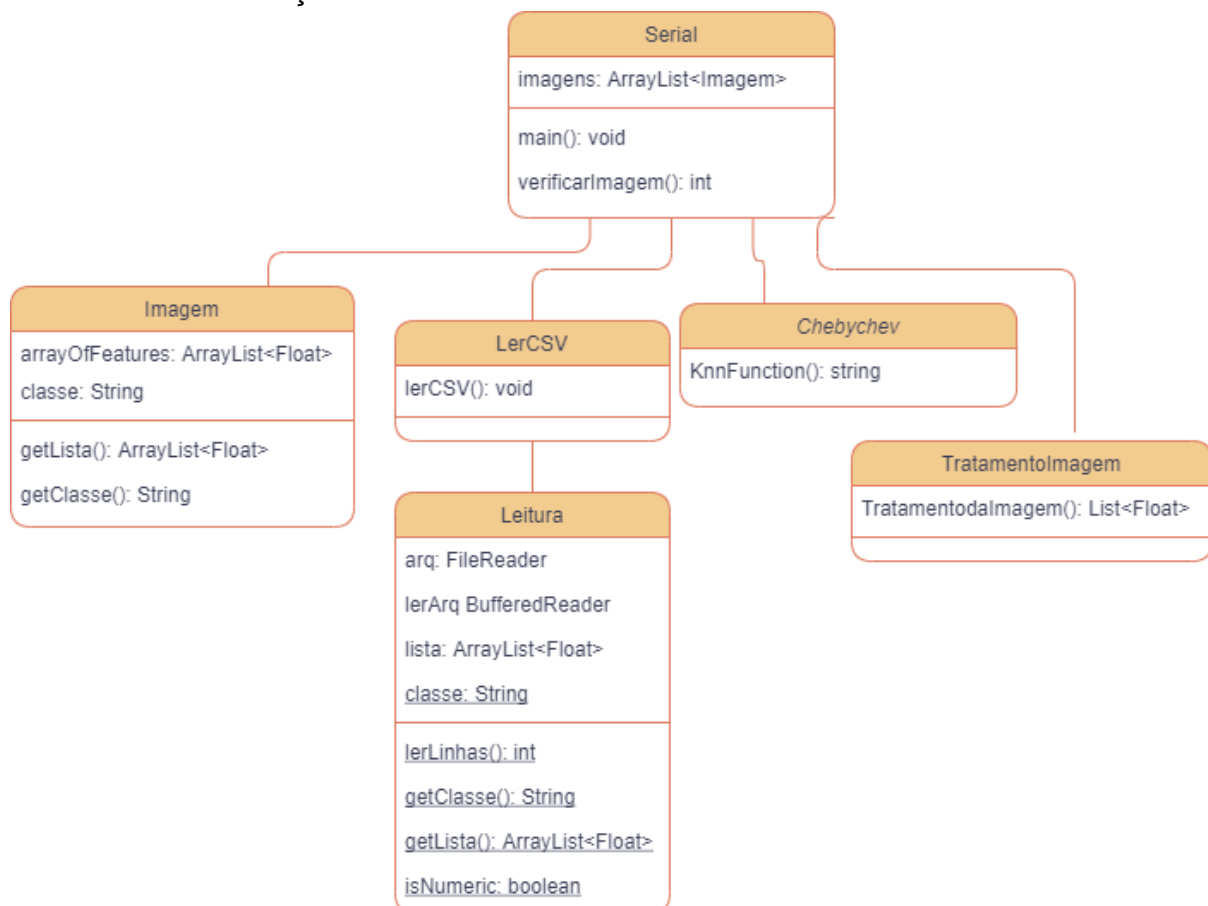 Serial
imagens: ArrayList<Imagem>
main(): void
verificarImagem(): int
Imagem
arrayOfFeatures: ArrayList<Float>
classe: String
getLista(): ArrayList<Float>
getClasse(): String
LerCSV
lerCSV(): void
Chebychev
KnnFunction(): string
TratamentoImagem
TratamentodaImagem(): List<Float>
Leitura
arq: FileReader
lerArq BufferedReader
lista: ArrayList<Float>
classe: String
lerLinhas(): int
getClasse(): String
getLista(): ArrayList<Float>
isNumeric: boolean